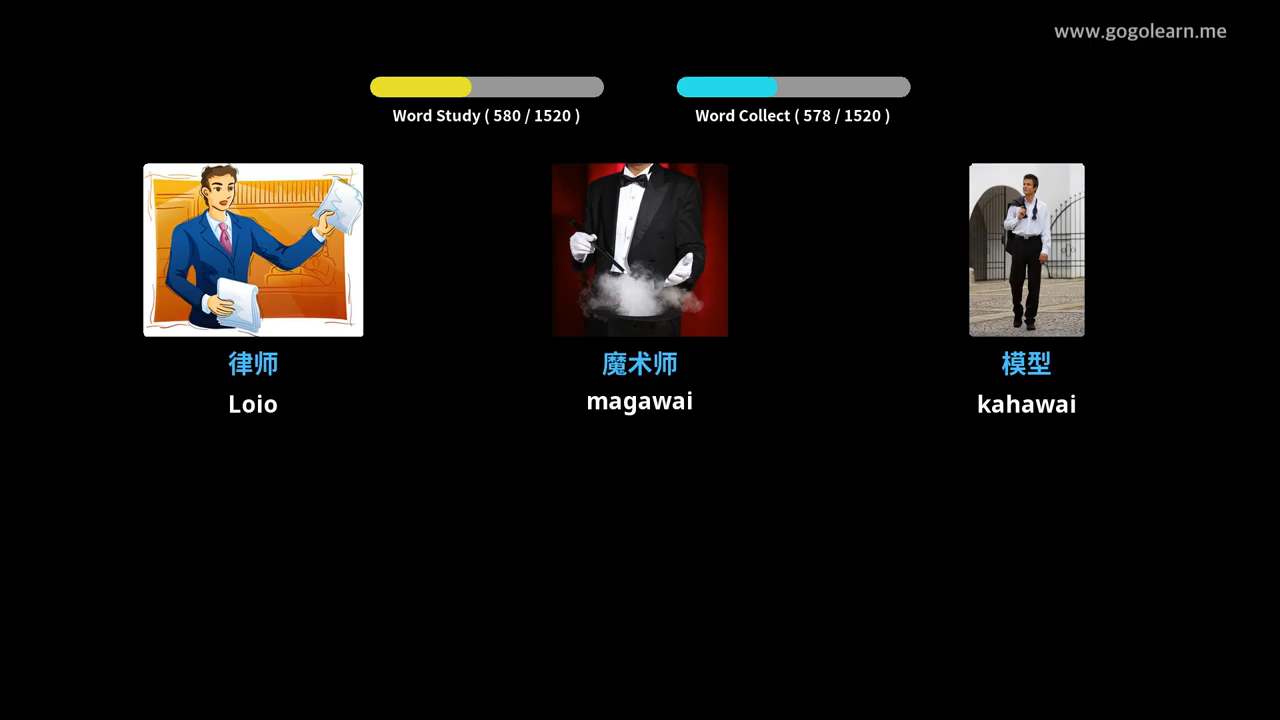 www.gogolearn.me
Word Study ( 580 / 1520 )
Word Collect ( 578 / 1520 )
律师
魔术师
模型
Loio
magawai
kahawai